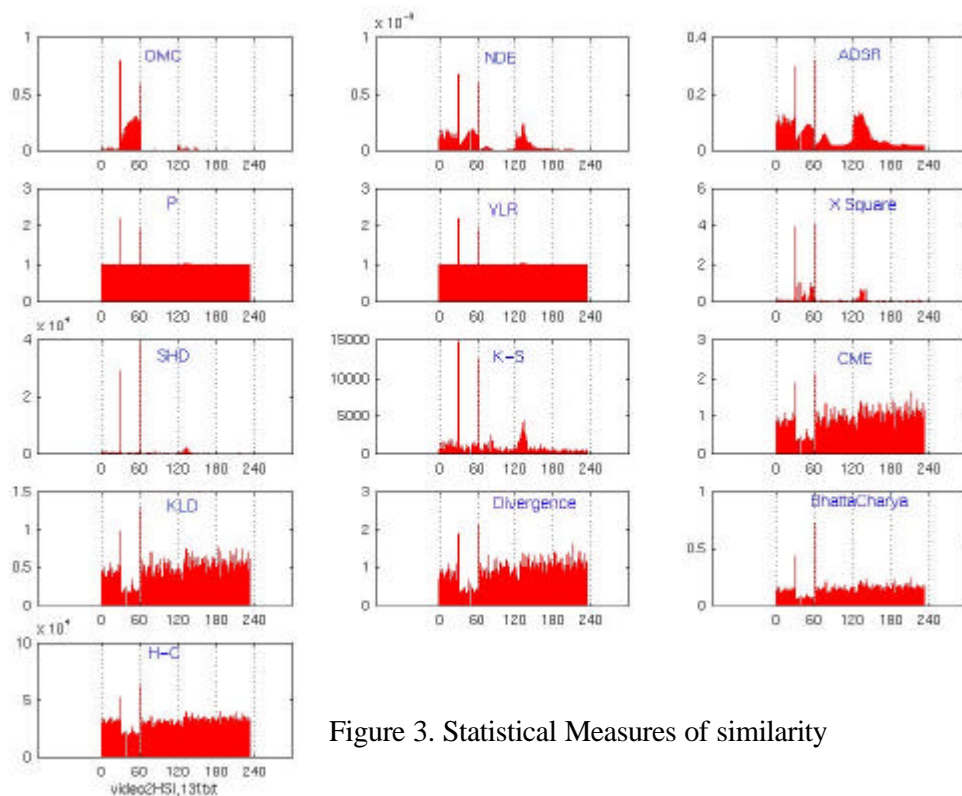 x 10
1 OMC 0.5 0
0 60 120 180 240
1 NDE 0.5 0
0 60 120 180 240
0.4 ADSR 0.2 0
0 60 120 180 240
3 P 2 1 0
0 60 120 180 240
3 YLR 2 1 0
0 60 120 180 240
6 X Square 4 2 0
0 60 120 180 240
x 10
4 SHD 2 0
0 60 120 180 240
15000 K-S 10000 5000 0
0 60 120 180 240
3 CME 2 1 0
0 60 120 180 240
1.5 KLD 1 0.5 0
0 60 120 180 240
3 Divergence 2 1 0
0 60 120 180 240
1 BhattaCharya 0.5 0
0 60 120 180 240
x 10
10 H-C 5 0
0 60 120 180 240
video2HSI,13f.txt
Figure 3. Statistical Measures of similarity